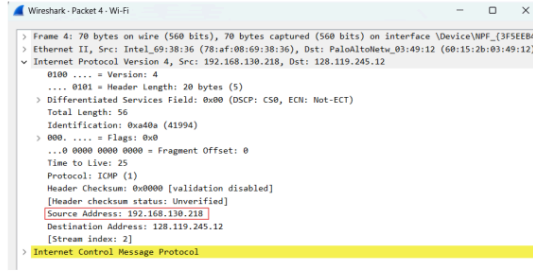 Wireshark · Packet 4 · Wi-Fi
Frame 4: 70 bytes on wire (560 bits), 70 bytes captured (560 bits) on interface \Device\NPF_{3F5EEB4
Ethernet II, Src: Intel_69:38:36 (78:af:08:69:38:36), Dst: PaloAltoNetw_03:49:12 (60:15:2b:03:49:12)
Internet Protocol Version 4, Src: 192.168.130.218, Dst: 128.119.245.12
0100 .... = Version: 4
.... 0101 = Header Length: 20 bytes (5)
Differentiated Services Field: 0x00 (DSCP: CS0, ECN: Not-ECT)
Total Length: 56
Identification: 0xa40a (41994)
000. .... = Flags: 0x0
...0 0000 0000 0000 = Fragment Offset: 0
Time to Live: 25
Protocol: ICMP (1)
Header Checksum: 0x0000 [validation disabled]
[Header checksum status: Unverified]
Source Address: 192.168.130.218
Destination Address: 128.119.245.12
[Stream index: 2]
Internet Control Message Protocol